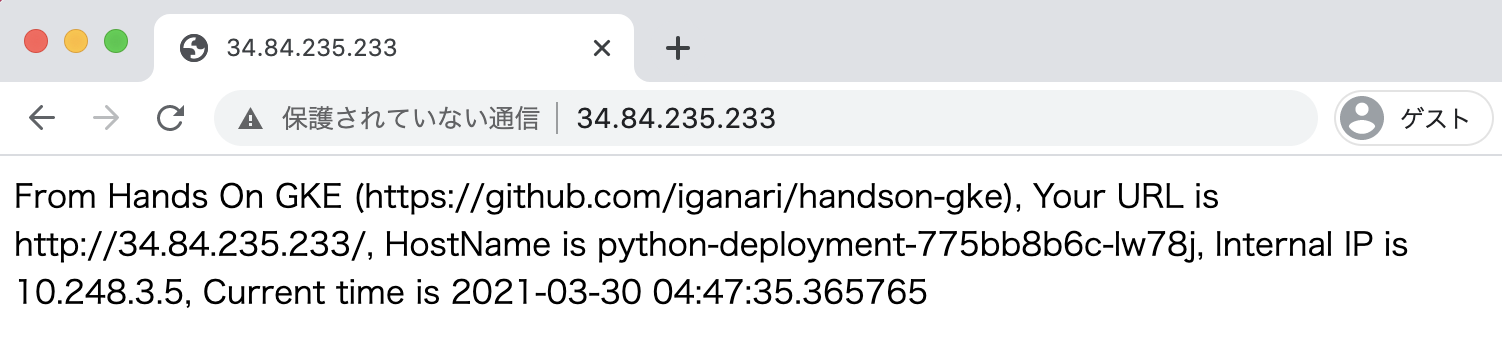 34.84.235.233
保護されていない通信 34.84.235.233 ゲスト
From Hands On GKE (https://github.com/iganari/handson-gke), Your URL is
http://34.84.235.233/, HostName is python-deployment-775bb8b6c-lw78j, Internal IP is
10.248.3.5, Current time is 2021-03-30 04:47:35.365765